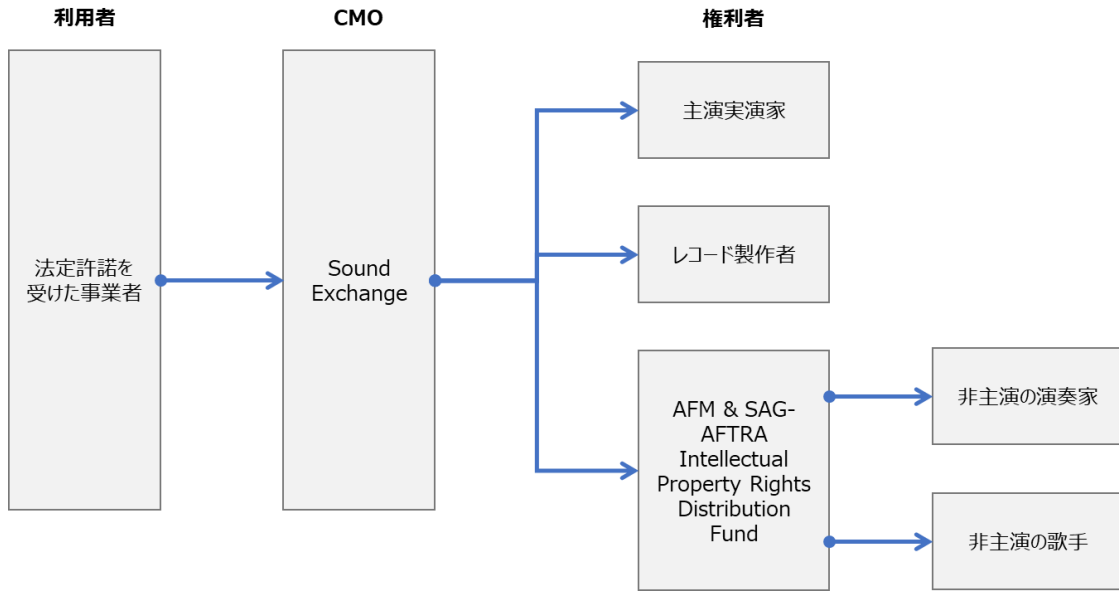 利用者
CMO
権利者
法定許諾を
受けた事業者
Sound
Exchange
主演実演家
レコード製作者
AFM & SAG-
AFTRA
Intellectual
Property Rights
Distribution
Fund
非主演の演奏家
非主演の歌手